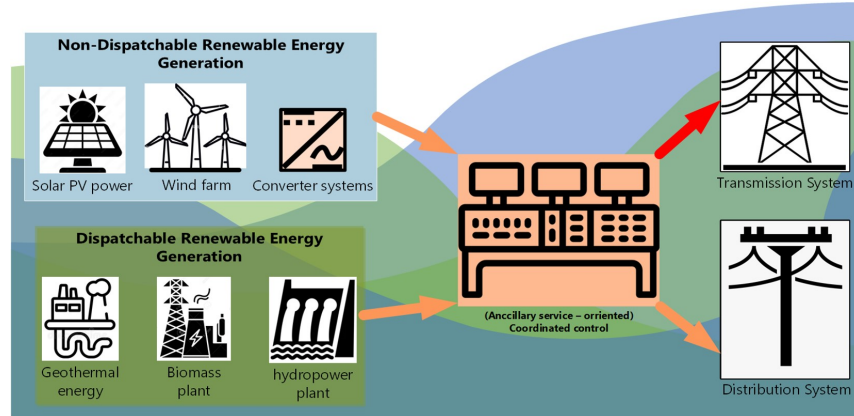 Non-Dispatchable Renewable Energy
Generation
Solar PV power
Wind farm
Converter systems
Dispatchable Renewable Energy
Generation
Geothermal
energy
Biomass
plant
hydropower
plant
(Anccillary service – orriented)
Coordinated control
Transmission System
Distribution System